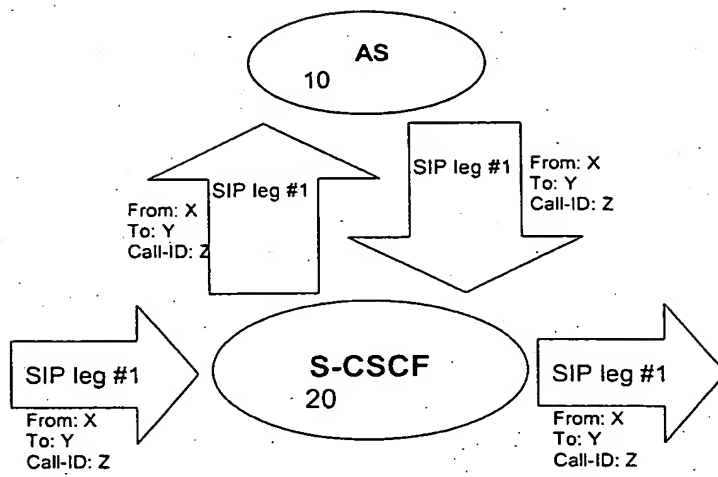 AS
10
SIP leg #1
From: X
To: Y
Call-ID: Z
SIP leg #1
From: X
To: Y
Call-ID: Z
SIP leg #1
From: X
To: Y
Call-ID: Z
S-CSCF
20
SIP leg #1
From: X
To: Y
Call-ID: Z